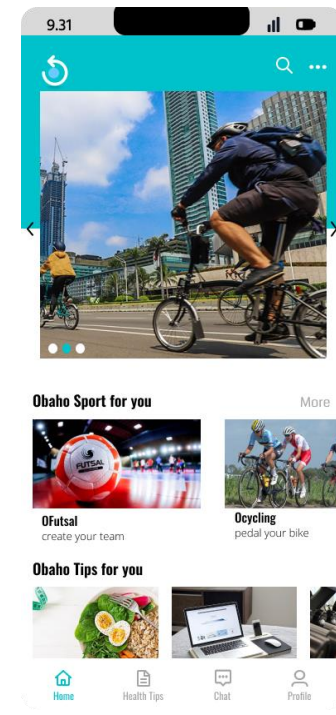 9.31
Obaho Sport for you
More
FUTSAL
OFutsal
create your team
Ocycling
pedal your bike
Obaho Tips for you
Home
Health Tips
Chat
Profile